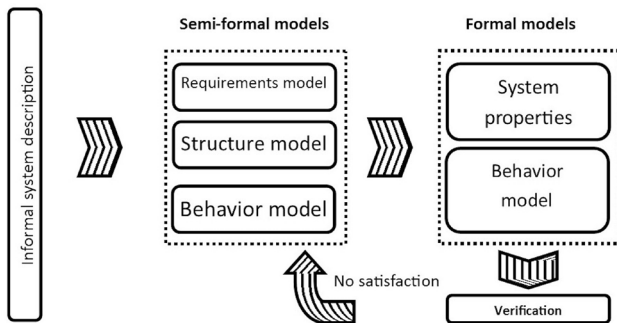 Informal system description
Semi-formal models
Requirements model
Structure model
Behavior model
Formal models
System
properties
Behavior
model
No satisfaction
Verification